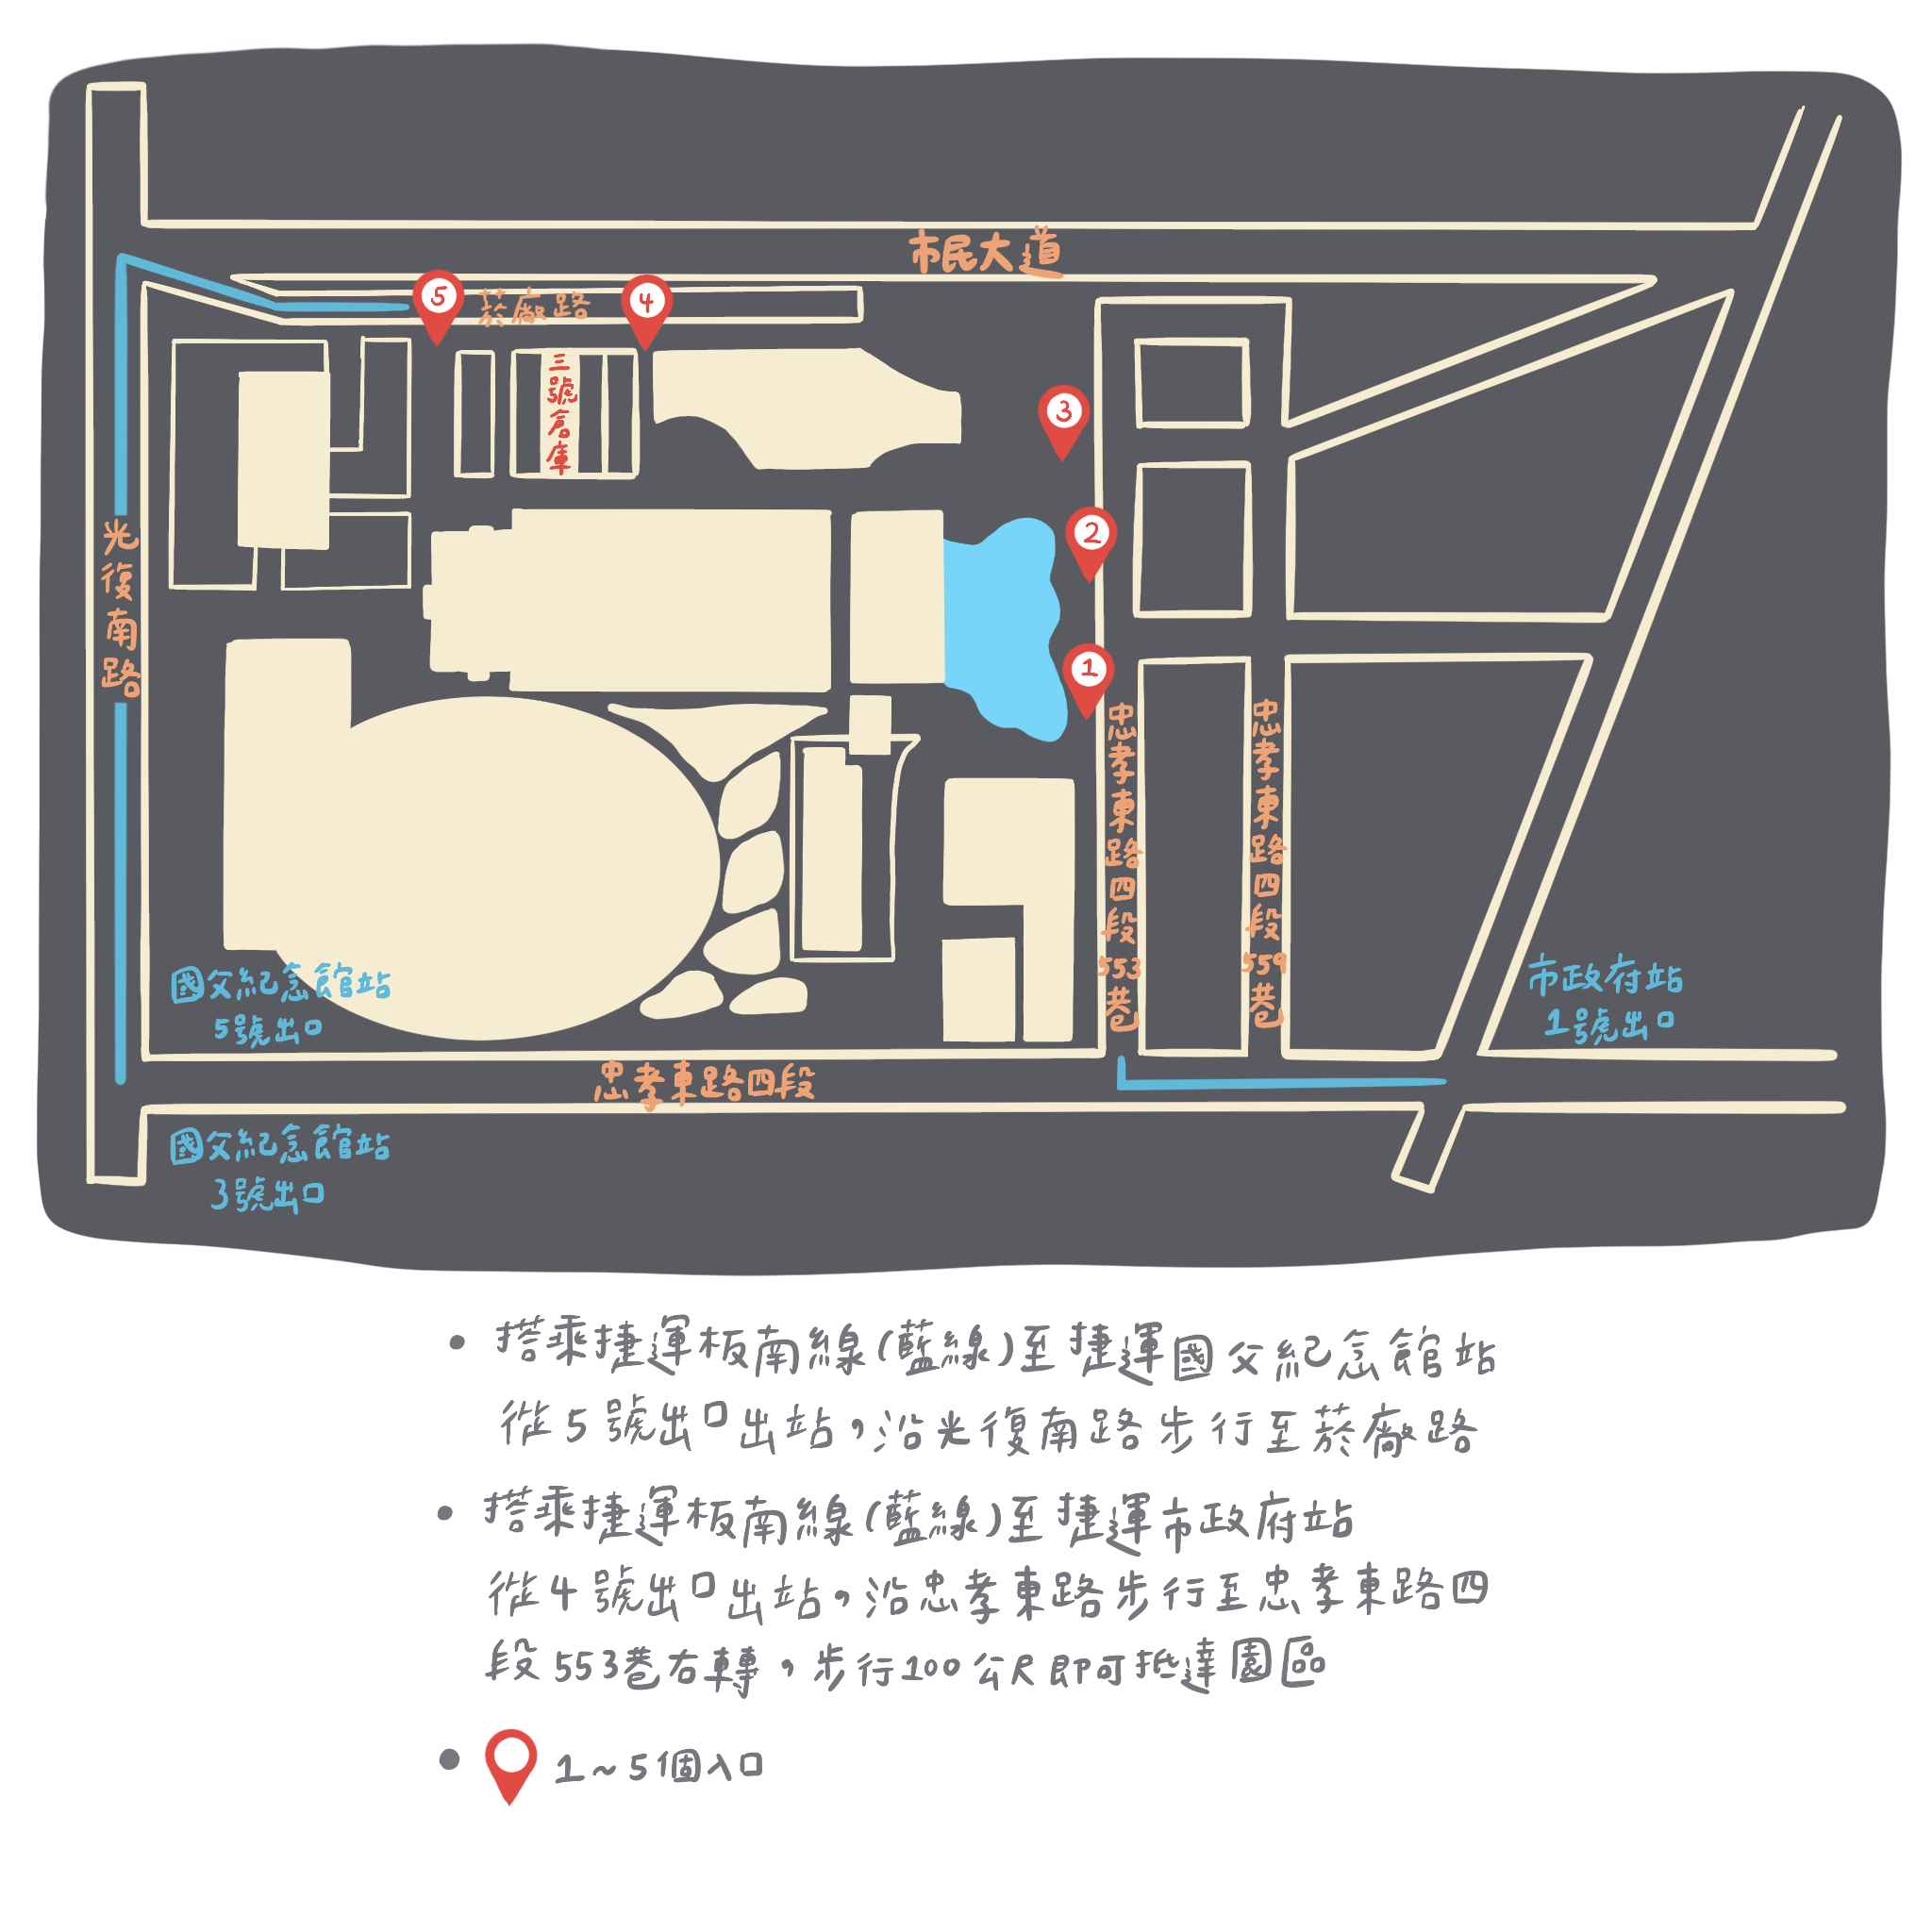 市民大道
5
菸廠路
4
三號倉庫
3
2
1
光復南路
忠孝東路四段553巷
忠孝東路四段559巷
國父紀念館站
5號出口
市政府站
1號出口
忠孝東路四段
國父紀念館站
3號出口
• 搭乘捷運板南線(藍線)至捷運國父紀念館站
從5號出口出站，沿光復南路步行至菸廠路
• 搭乘捷運板南線(藍線)至捷運市政府站
從4號出口出站，沿忠孝東路步行至忠孝東路四
段553巷右轉，步行100公尺即可抵達園區
• 1~5個入口